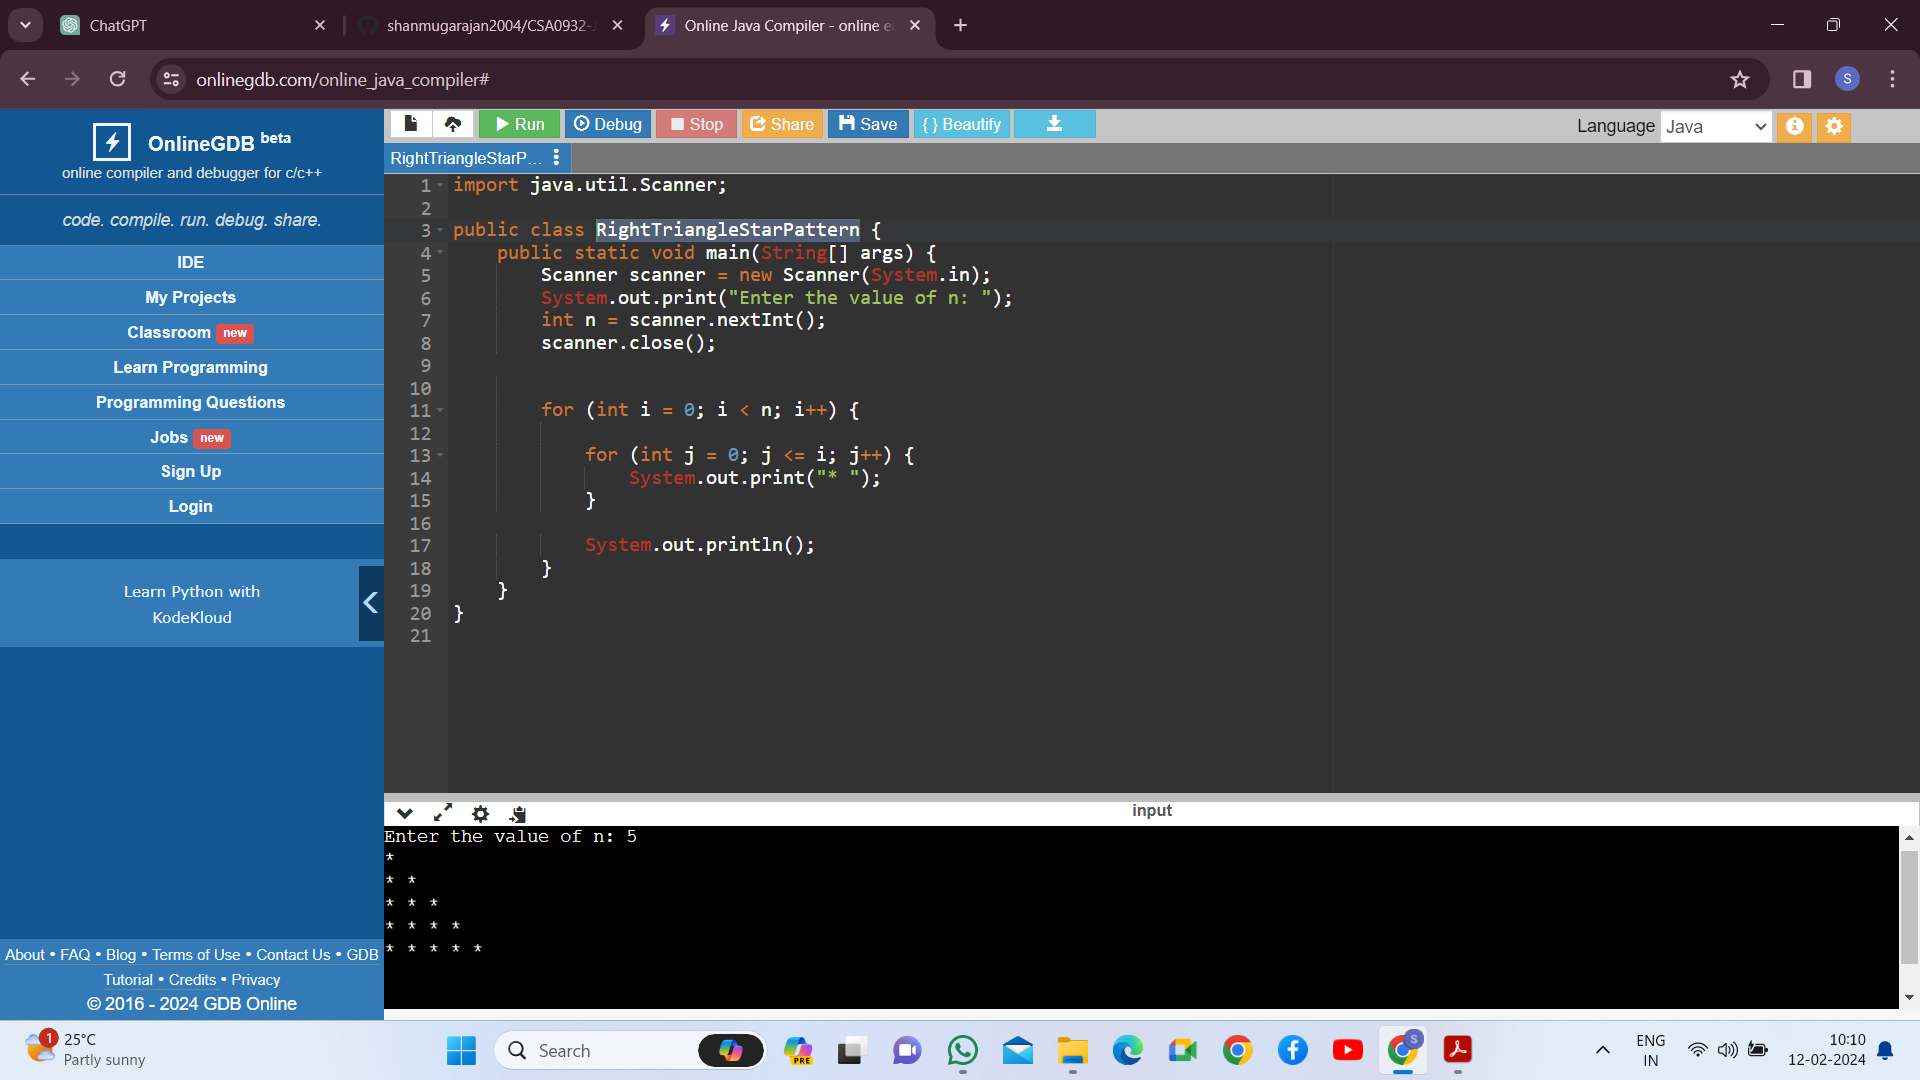 ChatGPT
shanmugarajan2004/CSA0932-
Online Java Compiler - online e
onlinegdb.com/online_java_compiler#
S
OnlineGDB beta
online compiler and debugger for c/c++
code. compile. run. debug. share.
IDE
My Projects
Classroom new
Learn Programming
Programming Questions
Jobs new
Sign Up
Login
Learn Python with
KodeKloud
About • FAQ • Blog • Terms of Use • Contact Us • GDB
Tutorial • Credits • Privacy
© 2016 - 2024 GDB Online
Run Debug Stop Share Save { } Beautify
Language Java
RightTriangleStarP...
1 import java.util.Scanner;
2
3 public class RightTriangleStarPattern {
4 public static void main(String[] args) {
5 Scanner scanner = new Scanner(System.in);
6 System.out.print("Enter the value of n: ");
7 int n = scanner.nextInt();
8 scanner.close();
9
10
11 for (int i = 0; i < n; i++) {
12
13 for (int j = 0; j <= i; j++) {
14 System.out.print("* ");
15 }
16
17 System.out.println();
18 }
19 }
20 }
21
input
Enter the value of n: 5
*
* *
* * *
* * * *
* * * * *
1
25°C
Partly sunny
Search
PRE
S
ENG
IN
10:10
12-02-2024